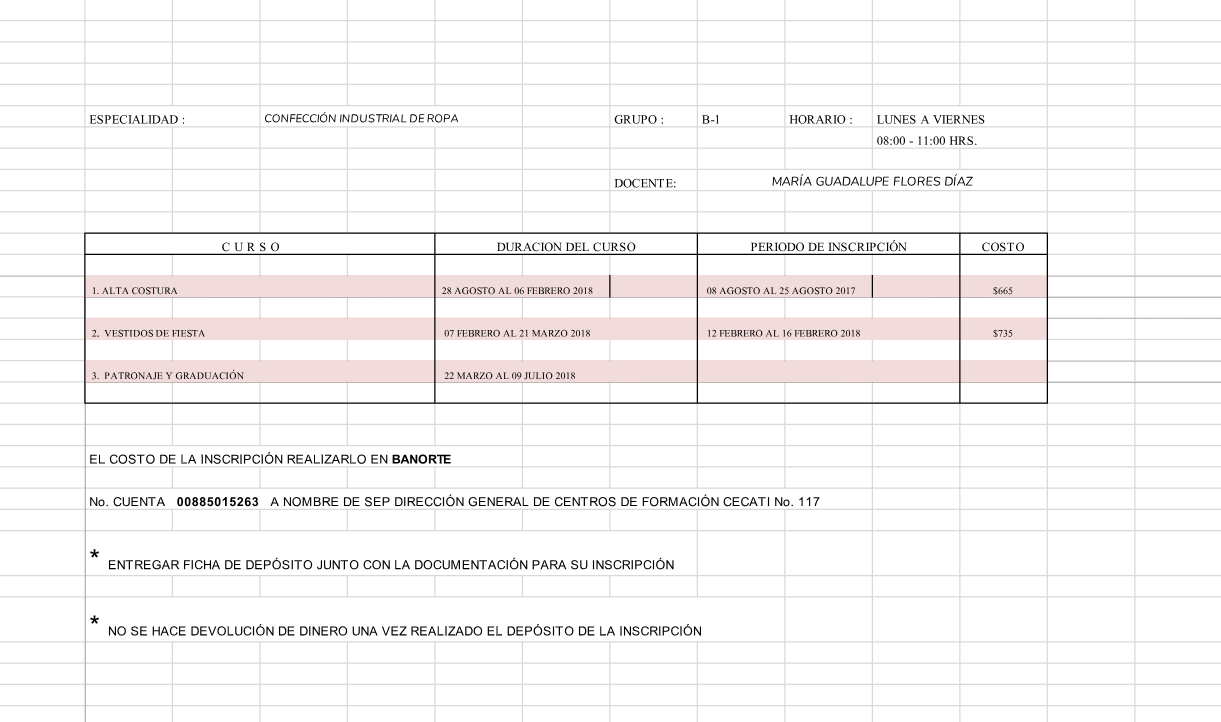 ESPECIALIDAD : CONFECCIÓN INDUSTRIAL DE ROPA GRUPO : B-1 HORARIO : LUNES A VIERNES
08:00 - 11:00 HRS.
DOCENTE: MARÍA GUADALUPE FLORES DÍAZ
C U R S O DURACION DEL CURSO PERIODO DE INSCRIPCIÓN COSTO
1. ALTA COSTURA 28 AGOSTO AL 06 FEBRERO 2018 08 AGOSTO AL 25 AGOSTO 2017 $665
2. VESTIDOS DE FIESTA 07 FEBRERO AL 21 MARZO 2018 12 FEBRERO AL 16 FEBRERO 2018 $735
3. PATRONAJE Y GRADUACIÓN 22 MARZO AL 09 JULIO 2018
EL COSTO DE LA INSCRIPCIÓN REALIZARLO EN BANORTE
No. CUENTA 00885015263 A NOMBRE DE SEP DIRECCIÓN GENERAL DE CENTROS DE FORMACIÓN CECATI No. 117
* ENTREGAR FICHA DE DEPÓSITO JUNTO CON LA DOCUMENTACIÓN PARA SU INSCRIPCIÓN
* NO SE HACE DEVOLUCIÓN DE DINERO UNA VEZ REALIZADO EL DEPÓSITO DE LA INSCRIPCIÓN